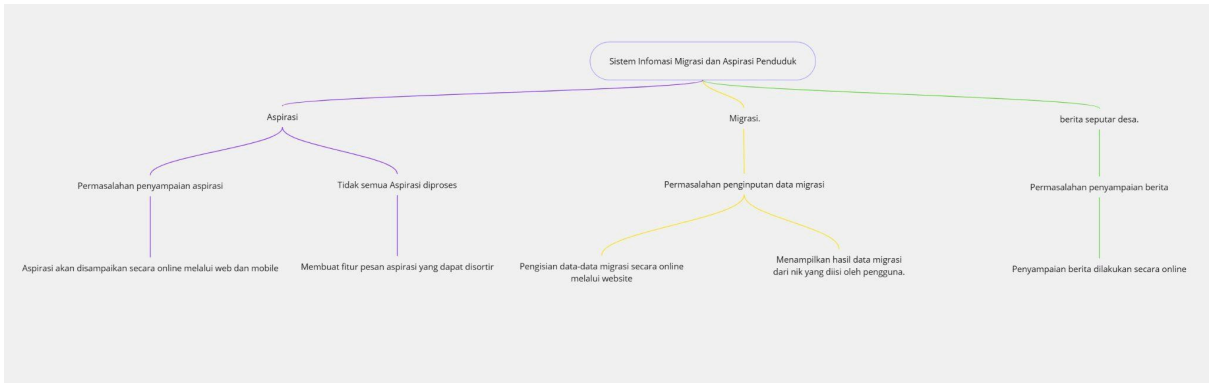 Sistem Infomasi Migrasi dan Aspirasi Penduduk
Aspirasi
Migrasi.
berita seputar desa.
Permasalahan penyampaian aspirasi
Tidak semua Aspirasi diproses
Permasalahan penginputan data migrasi
Permasalahan penyampaian berita
Aspirasi akan disampaikan secara online melalui web dan mobile
Membuat fitur pesan aspirasi yang dapat disortir
Pengisian data-data migrasi secara online
melalui website
Menampilkan hasil data migrasi
dari nik yang diisi oleh pengguna.
Penyampaian berita dilakukan secara online